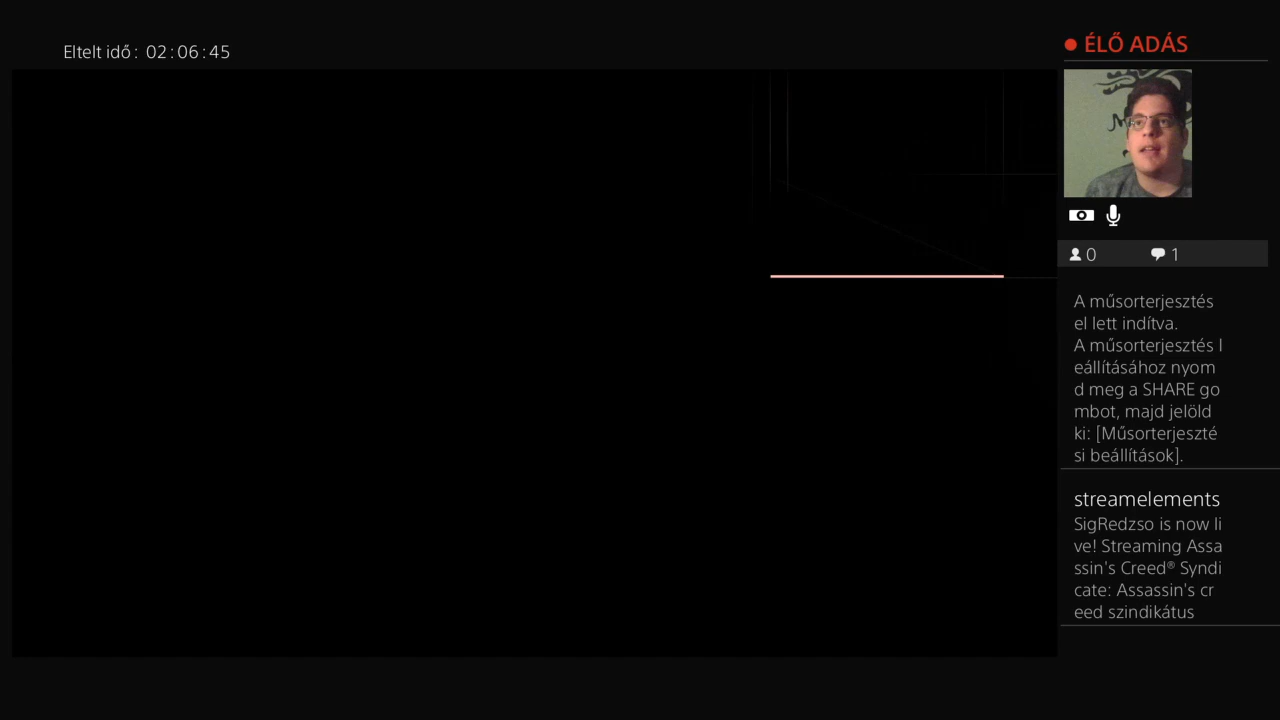 Eltelt idő: 02:06:45
ÉLŐ ADÁS
0 1
A műsorterjesztés
el lett indítva.
A műsorterjesztés l
eállításához nyom
d meg a SHARE go
mbot, majd jelöld
ki: [Műsorterjeszté
si beállítások].
streamelements
SigRedzso is now li
ve! Streaming Assa
ssin's Creed® Syndi
cate: Assassin's cr
eed szindikátus